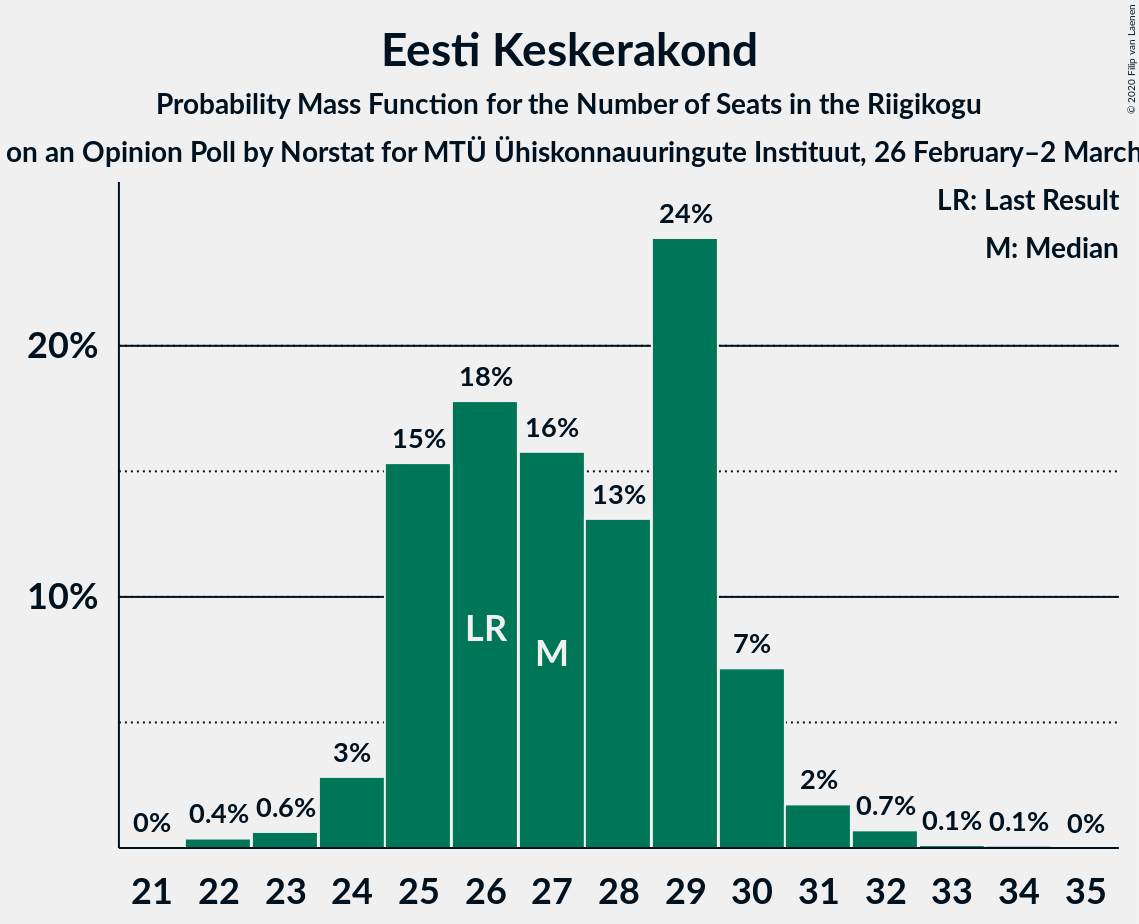 Eesti Keskerakond
Probability Mass Function for the Number of Seats in the Riigikogu
on an Opinion Poll by Norstat for MTÜ Ühiskonnauuringute Instituut, 26 February–2 March
© 2020 Filip van Laenen
LR: Last Result
M: Median
20%
10%
0%
0.4%
0.6%
3%
15%
18%
16%
13%
24%
7%
2%
0.7%
0.1%
0.1%
0%
LR
M
21 22 23 24 25 26 27 28 29 30 31 32 33 34 35